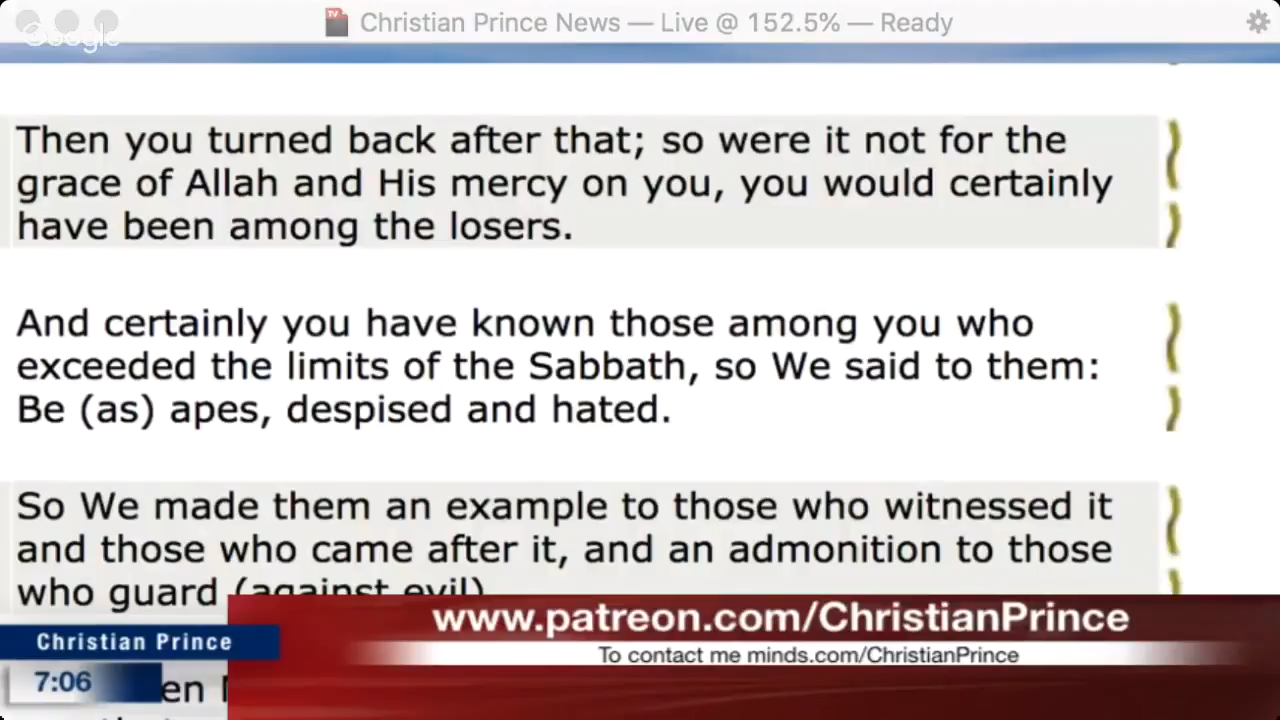 Christian Prince News — Live @ 152.5% — Ready
Google
Then you turned back after that; so were it not for the
grace of Allah and His mercy on you, you would certainly
have been among the losers.
And certainly you have known those among you who
exceeded the limits of the Sabbath, so We said to them:
Be (as) apes, despised and hated.
So We made them an example to those who witnessed it
and those who came after it, and an admonition to those
who guard (against evil)
www.patreon.com/ChristianPrince
Christian Prince
To contact me minds.com/ChristianPrince
7:06